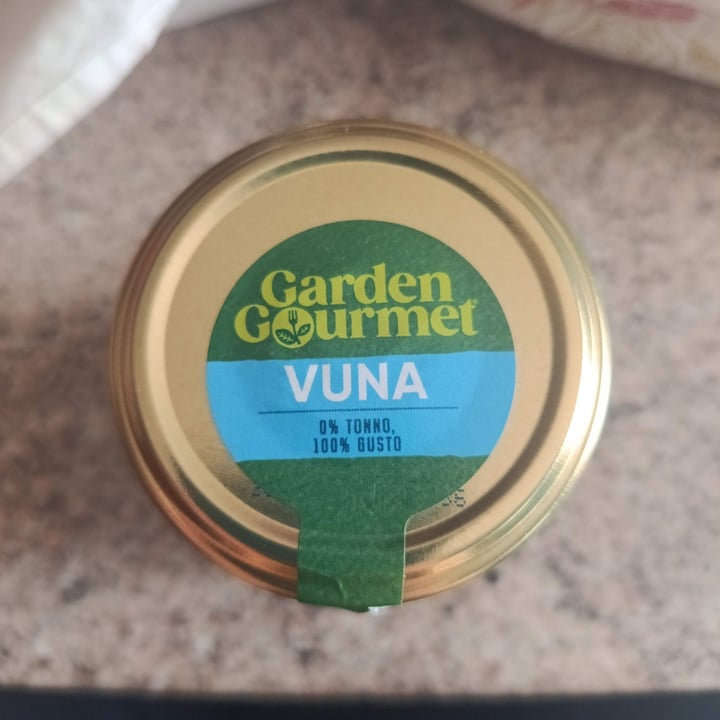 Garden
Gourmet
VUNA
0% TONNO,
100% GUSTO